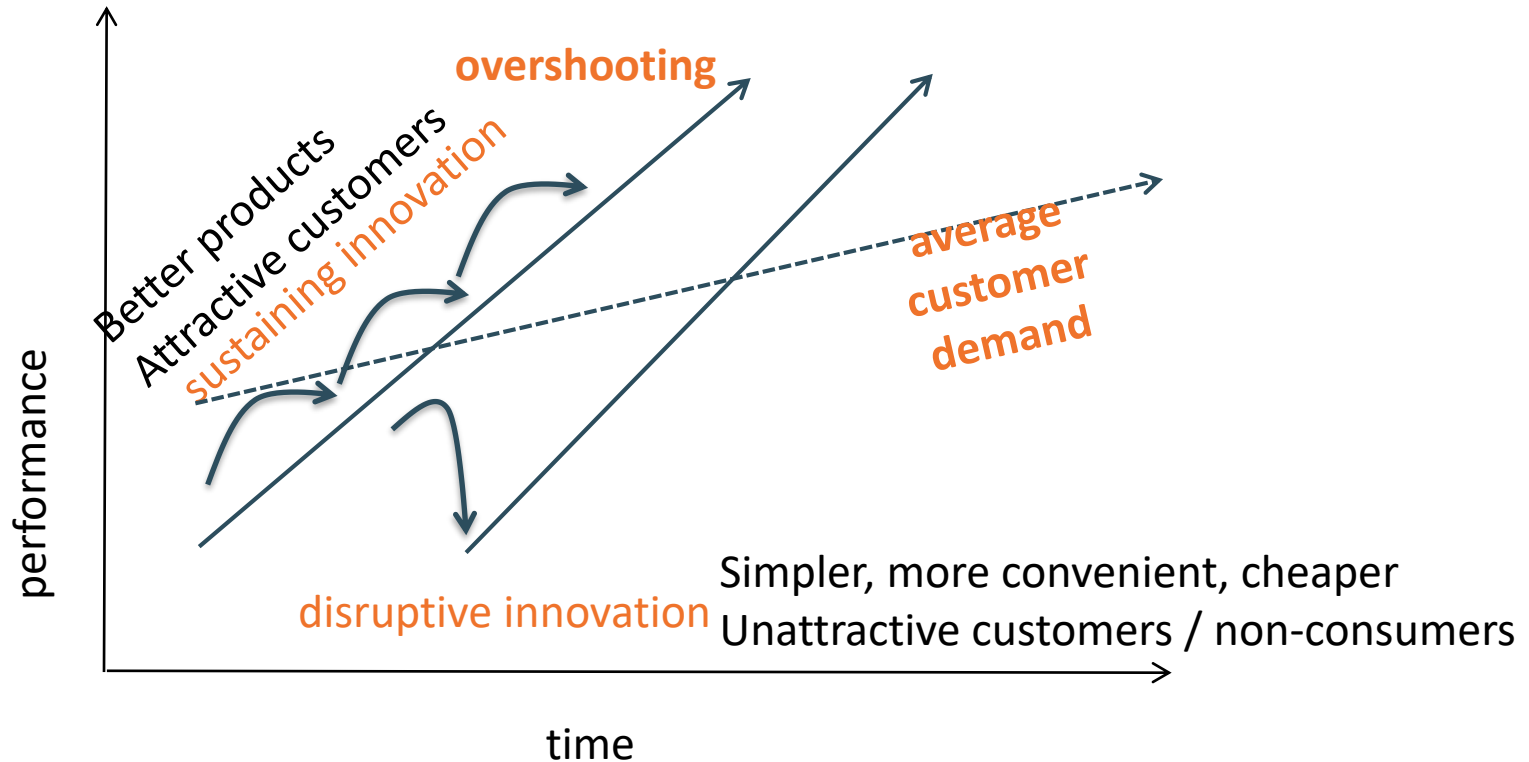 overshooting
Better products
Attractive customers
sustaining innovation
average
customer
demand
performance
disruptive innovation
Simpler, more convenient, cheaper
Unattractive customers / non-consumers
time